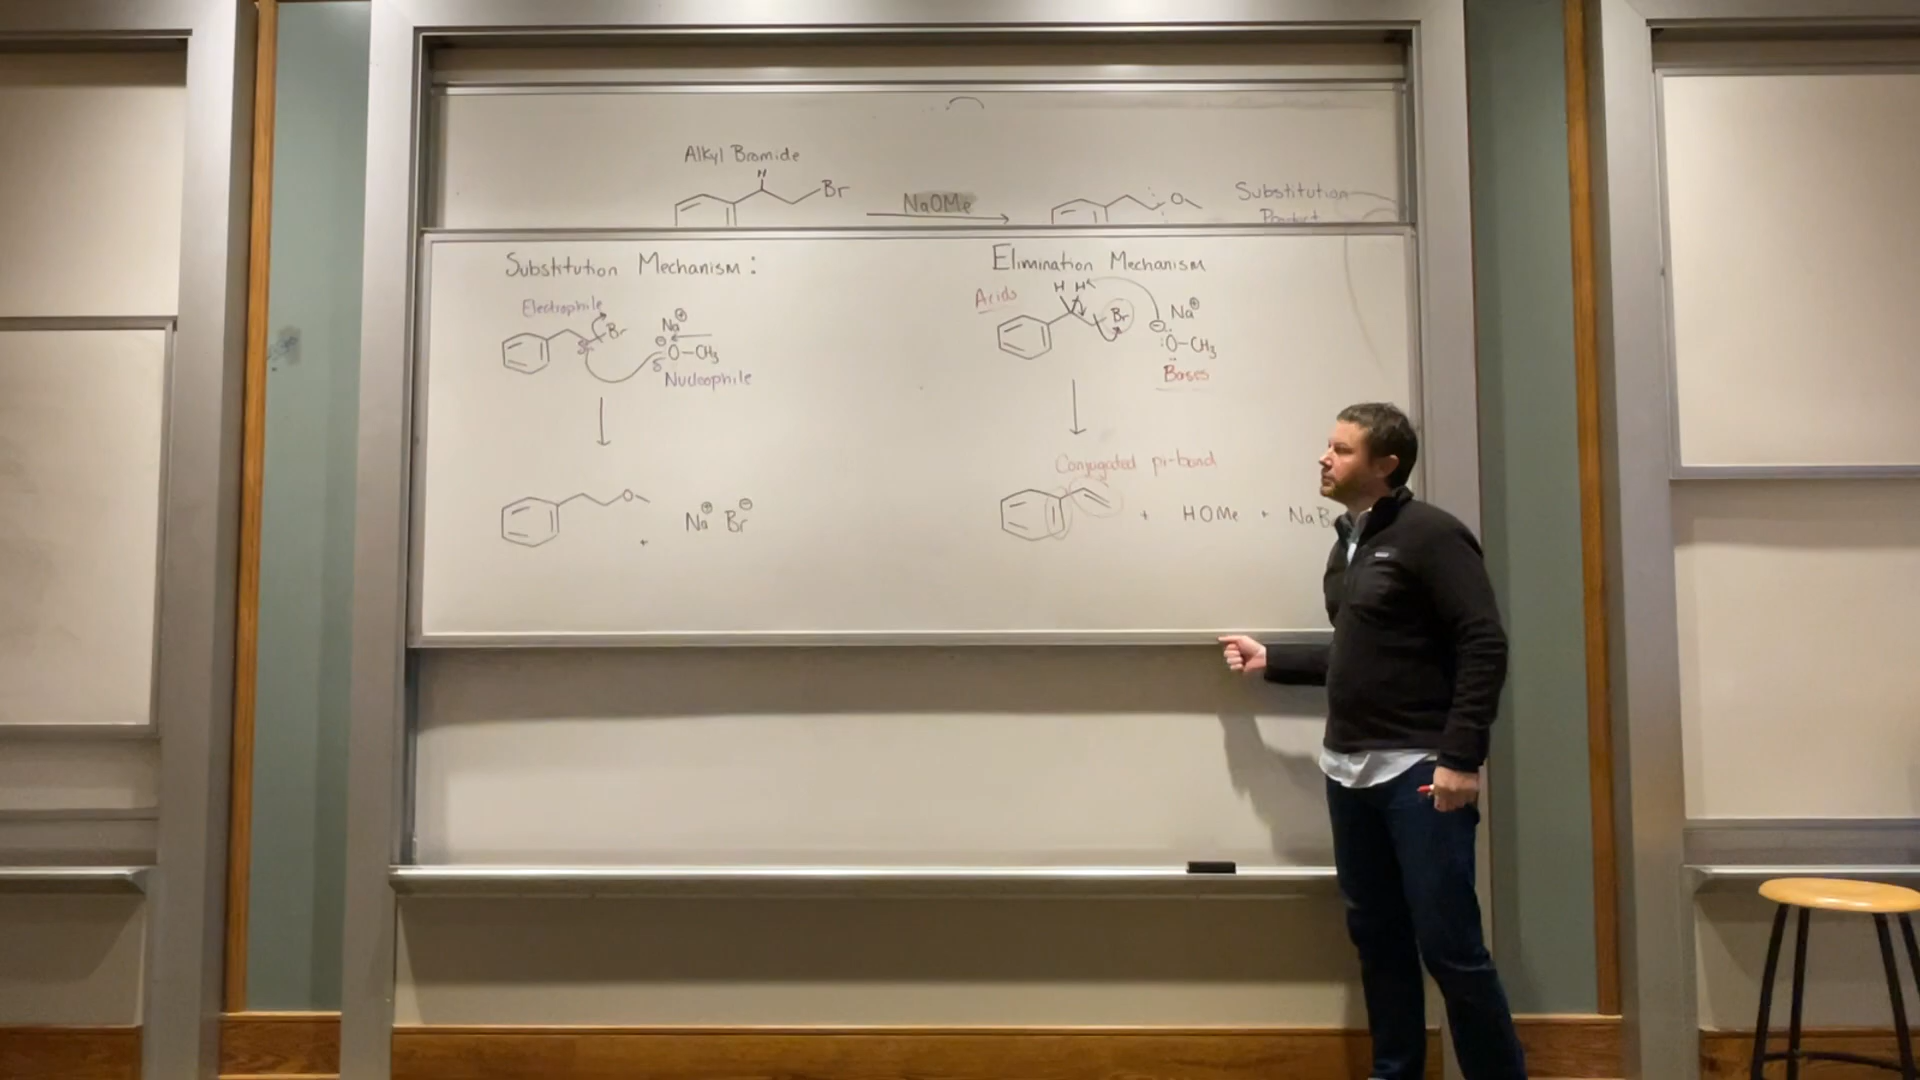 Alkyl Bromide
H
Br
NaOMe
O
Substitution
Product
Substitution Mechanism :
Electrophile
Br
Na⊕
⊖
O-CH3
Nucleophile
O
Na⊕ Br⊖
+
Elimination Mechanism
Acids
H H
Br
Na⊕
⊖
:O-CH3
Bases
Conjugated pi-bond
+ HOMe + NaB